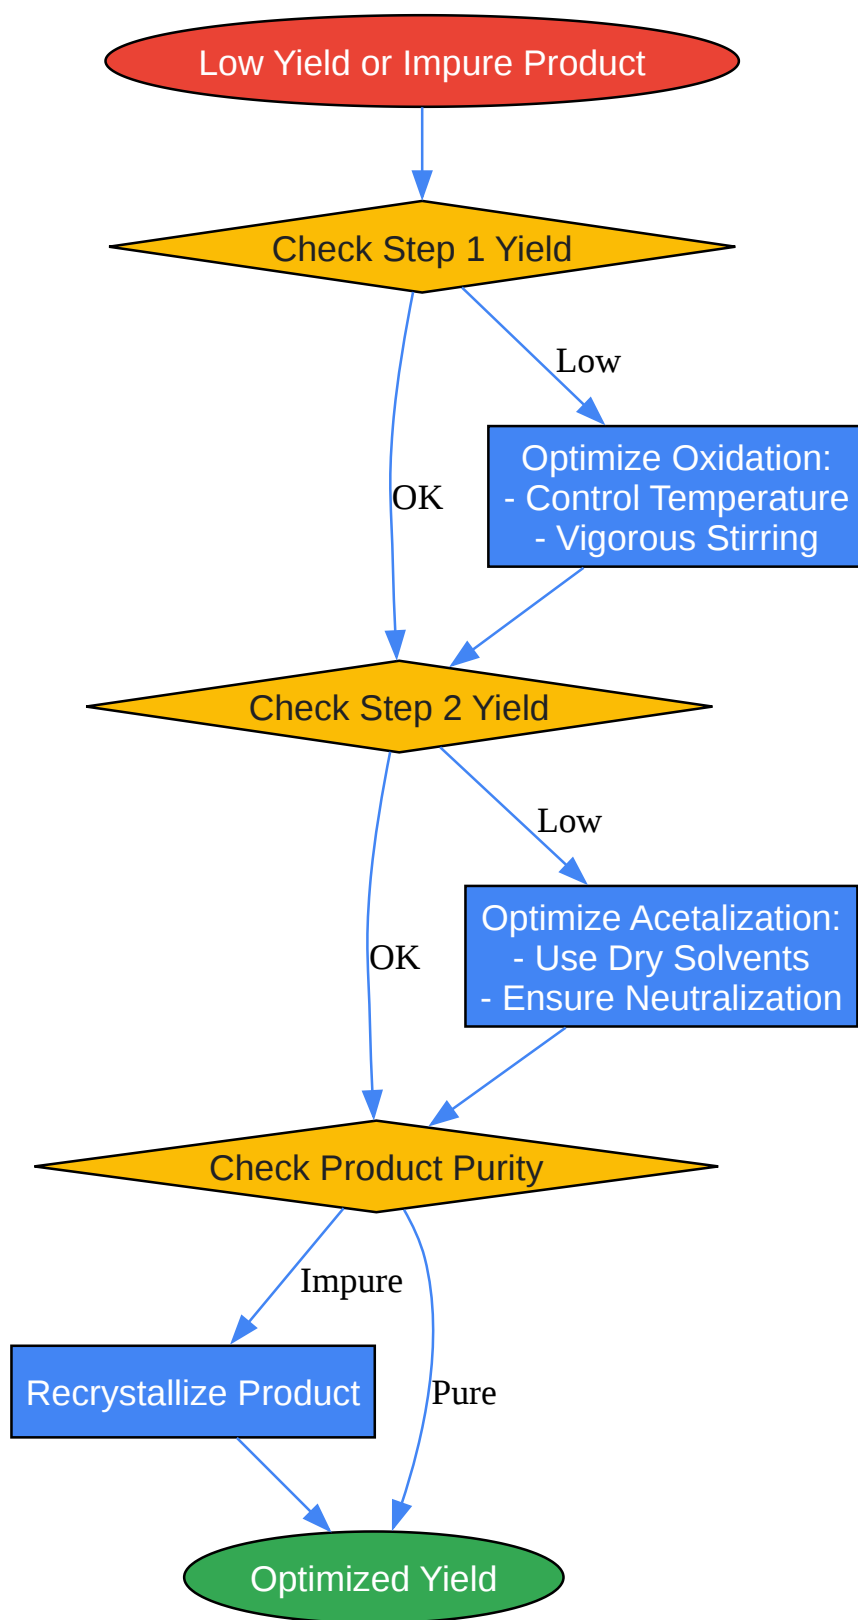 Low Yield or Impure Product
Check Step 1 Yield
Low
Optimize Oxidation:
- Control Temperature
- Vigorous Stirring
OK
Check Step 2 Yield
Low
Optimize Acetalization:
- Use Dry Solvents
- Ensure Neutralization
OK
Check Product Purity
Impure
Recrystallize Product
Pure
Optimized Yield